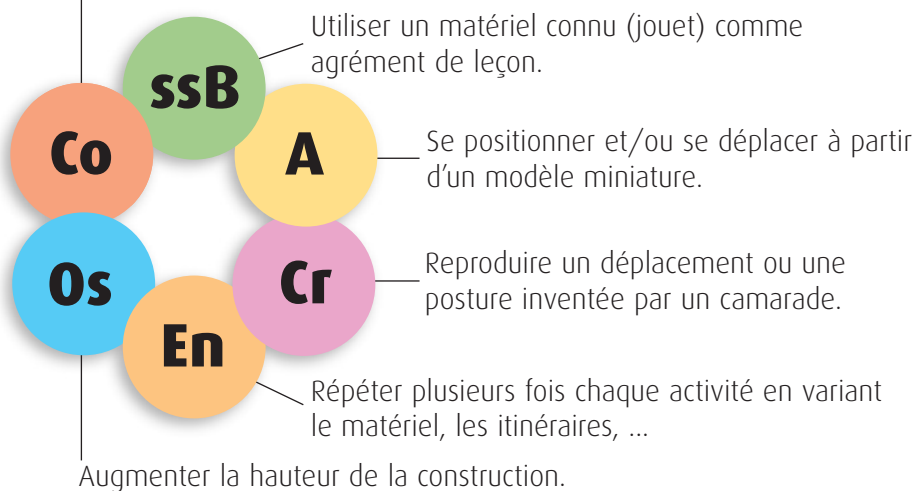 Utiliser un matériel connu (jouet) comme
agrément de leçon.
ssB
Co
A
Se positionner et/ou se déplacer à partir
d’un modèle miniature.
Os
Cr
Reproduire un déplacement ou une
posture inventée par un camarade.
En
Répéter plusieurs fois chaque activité en variant
le matériel, les itinéraires, ...
Augmenter la hauteur de la construction.